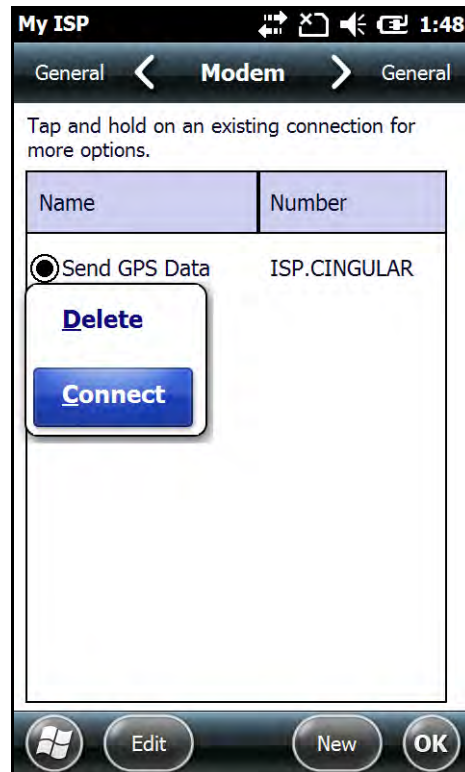 My ISP 1:48
General Modem General
Tap and hold on an existing connection for
more options.
Name Number
Send GPS Data ISP.CINGULAR
Delete
Connect
Edit New OK